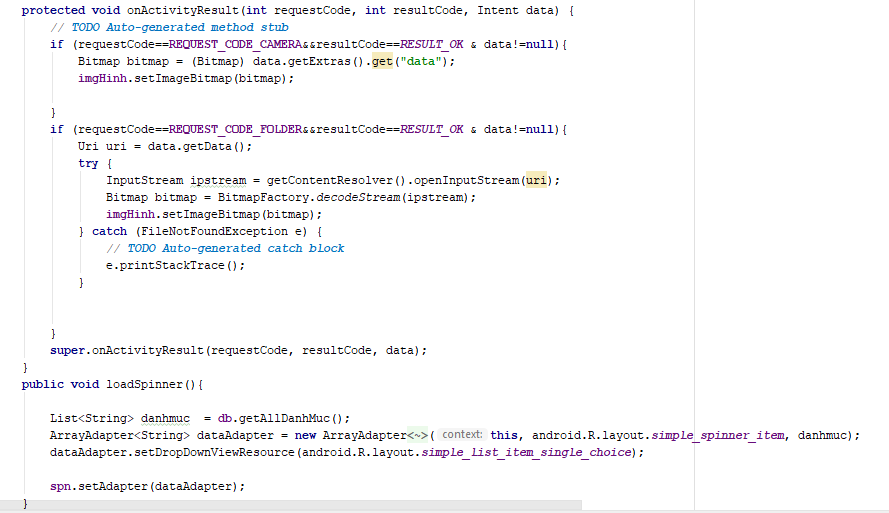 protected void onActivityResult(int requestCode, int resultCode, Intent data) {
// TODO Auto-generated method stub
if (requestCode==REQUEST_CODE_CAMERA&&resultCode==RESULT_OK & data!=null){
Bitmap bitmap = (Bitmap) data.getExtras().get("data");
imgHinh.setImageBitmap(bitmap);
}
if (requestCode==REQUEST_CODE_FOLDER&&resultCode==RESULT_OK & data!=null){
Uri uri = data.getData();
try {
InputStream ipstream = getContentResolver().openInputStream(uri);
Bitmap bitmap = BitmapFactory.decodeStream(ipstream);
imgHinh.setImageBitmap(bitmap);
} catch (FileNotFoundException e) {
// TODO Auto-generated catch block
e.printStackTrace();
}
}
super.onActivityResult(requestCode, resultCode, data);
}
public void loadSpinner(){
List<String> danhmuc = db.getAllDanhMuc();
ArrayAdapter<String> dataAdapter = new ArrayAdapter<~>( context: this, android.R.layout.simple_spinner_item, danhmuc);
dataAdapter.setDropDownViewResource(android.R.layout.simple_list_item_single_choice);
spn.setAdapter(dataAdapter);
}